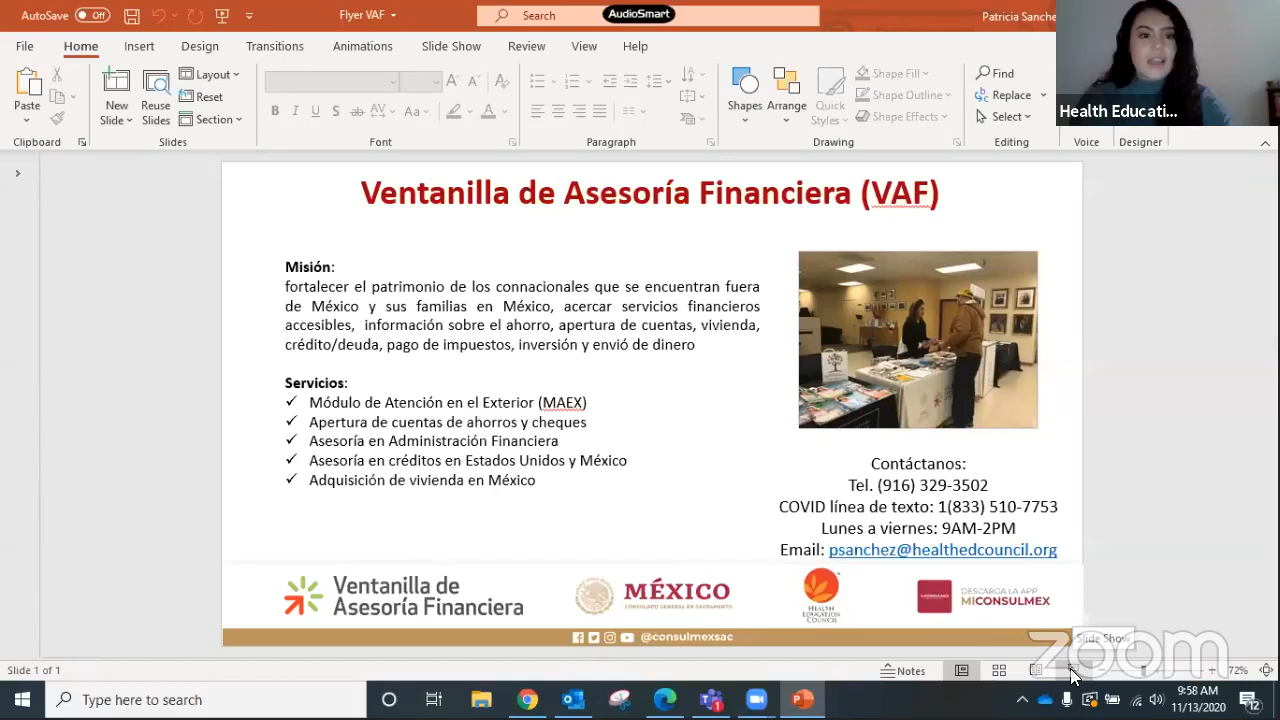 AutoSave Off
Flyer VAF
Search
AudioSmart
Patricia Sanche
File Home Insert Design Transitions Animations Slide Show Review View Help
Paste
New Slide
Reuse Slides
Layout
Reset
Section
Shapes
Arrange
Quick Styles
Shape Fill
Shape Outline
Shape Effects
Find
Replace
Select
Health Educati...
Clipboard Slides Font Paragraph Drawing Editing Voice Designer
Ventanilla de Asesoría Financiera (VAF)
Misión:
fortalecer el patrimonio de los connacionales que se encuentran fuera
de México y sus familias en México, acercar servicios financieros
accesibles, información sobre el ahorro, apertura de cuentas, vivienda,
crédito/deuda, pago de impuestos, inversión y envió de dinero
Servicios:
✓ Módulo de Atención en el Exterior (MAEX)
✓ Apertura de cuentas de ahorros y cheques
✓ Asesoría en Administración Financiera
✓ Asesoría en créditos en Estados Unidos y México
✓ Adquisición de vivienda en México
Contáctanos:
Tel. (916) 329-3502
COVID línea de texto: 1(833) 510-7753
Lunes a viernes: 9AM-2PM
Email: psanchez@healthedcouncil.org
Ventanilla de
Asesoría Financiera
MÉXICO
CONSULADO GENERAL EN SACRAMENTO
HEALTH
EDUCATION
COUNCIL
DESCARGA LA APP
MICONSULMEX
@consulmexsac
Slide Show
zoom
Slide 1 of 1
Notes
72%
Type here to search
9:58 AM
11/13/2020
12